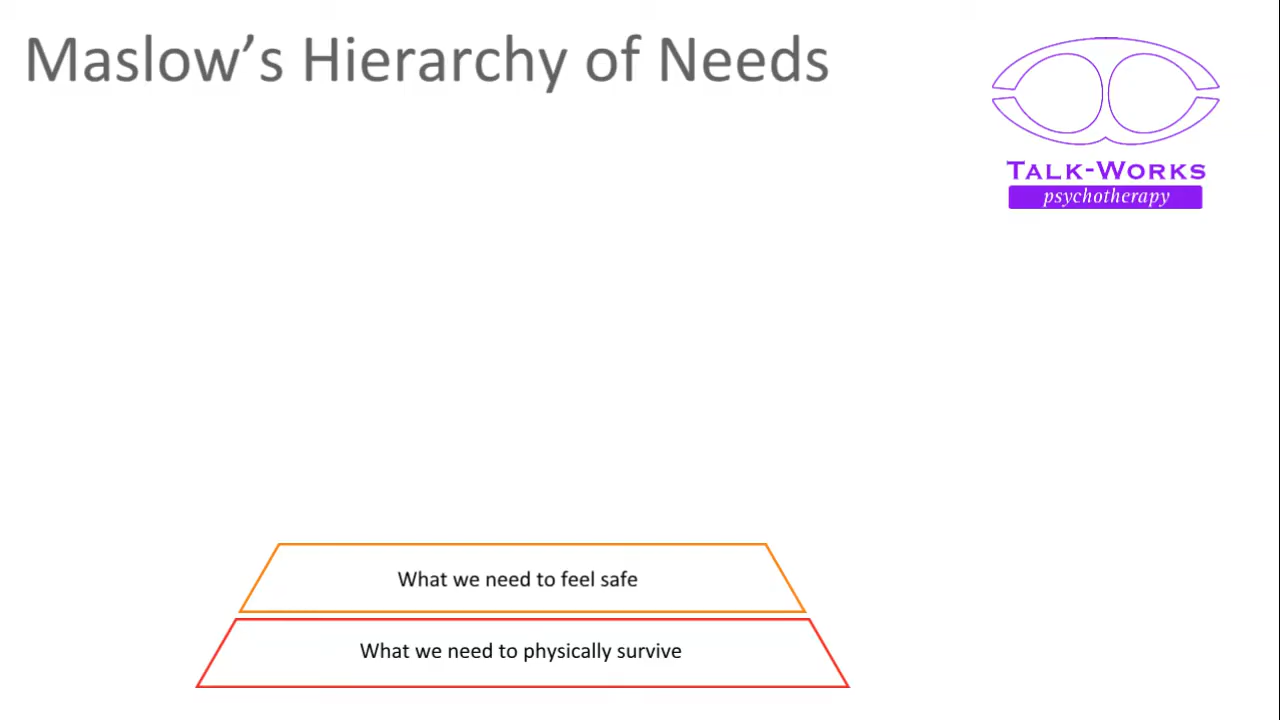 Maslow’s Hierarchy of Needs
TALK-WORKS
psychotherapy
What we need to feel safe
What we need to physically survive